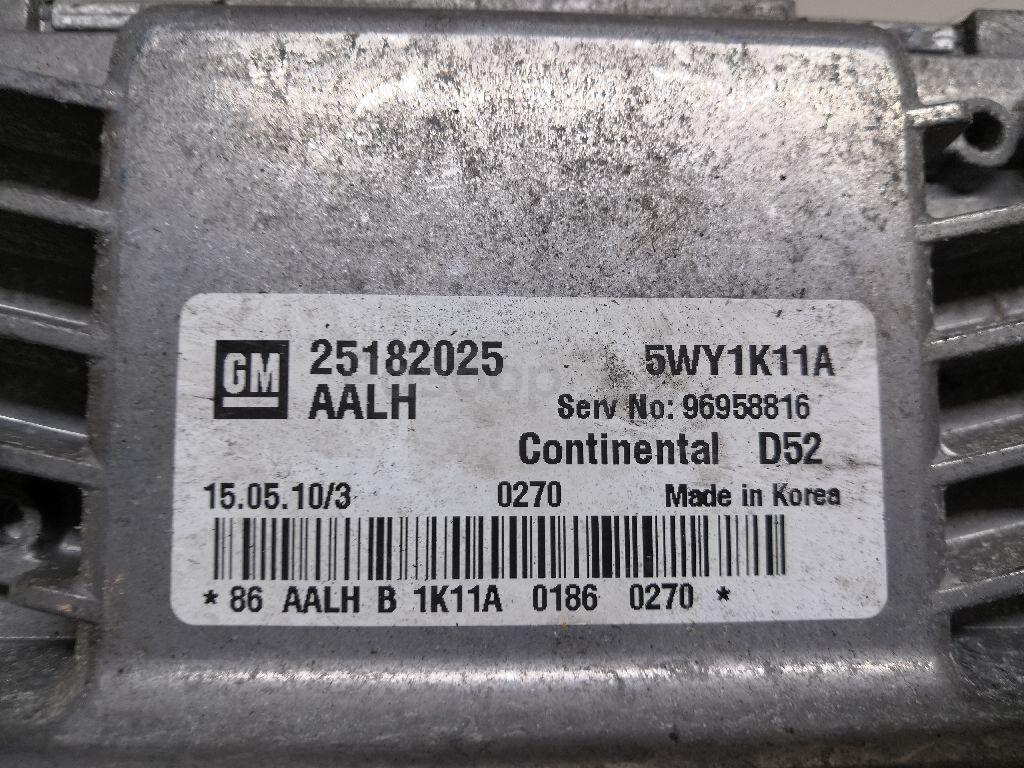 GM 25182025 5WY1K11A
AALH Serv No: 96958816
Continental D52
15.05.10/3 0270 Made in Korea
* 86 AALH B 1K11A 0186 0270 *